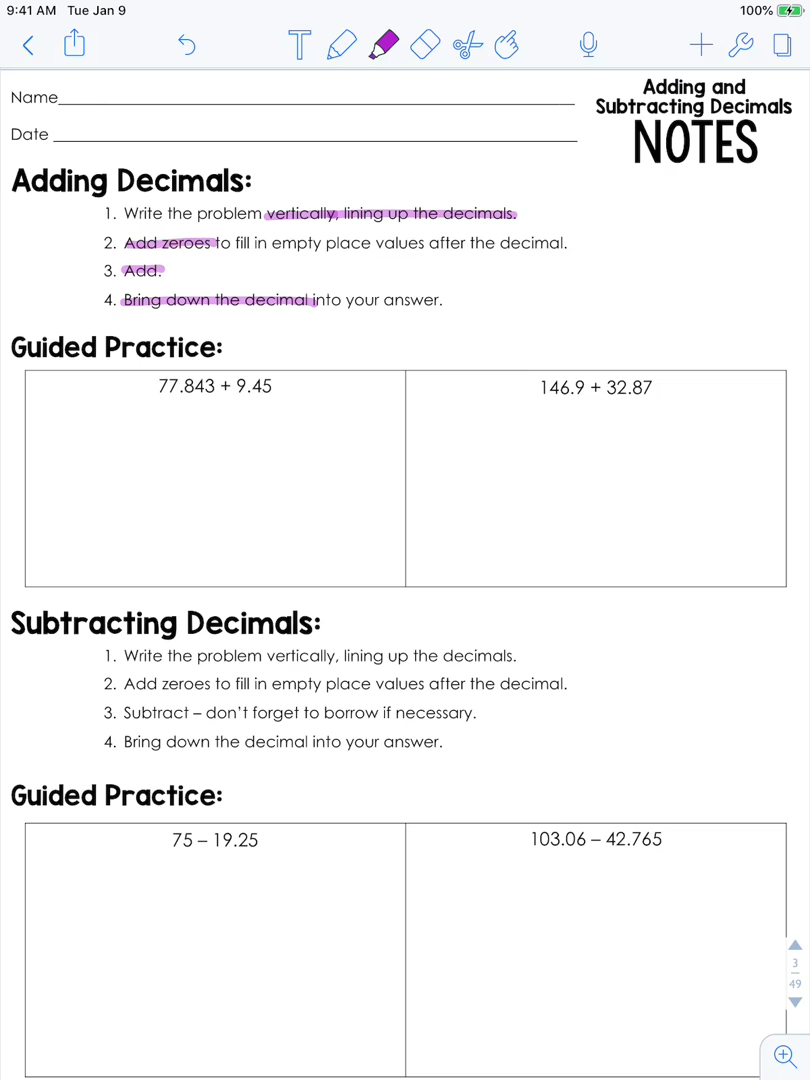 9:41 AM Tue Jan 9
100%
T
Name
Date
Adding and
Subtracting Decimals
NOTES
Adding Decimals:
1. Write the problem vertically, lining up the decimals.
2. Add zeroes to fill in empty place values after the decimal.
3. Add.
4. Bring down the decimal into your answer.
Guided Practice:
77.843 + 9.45
146.9 + 32.87
Subtracting Decimals:
1. Write the problem vertically, lining up the decimals.
2. Add zeroes to fill in empty place values after the decimal.
3. Subtract – don't forget to borrow if necessary.
4. Bring down the decimal into your answer.
Guided Practice:
75 – 19.25
103.06 – 42.765
3
49